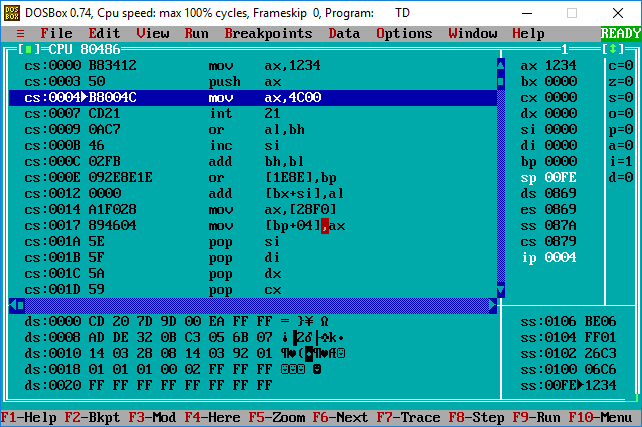 DOSBox 0.74, Cpu speed: max 100% cycles, Frameskip 0, Program: TD
≡ File Edit View Run Breakpoints Data Options Window Help READY
[■]=CPU 80486 1 [↕]
cs:0000 B83412 mov ax,1234 ax 1234 c=0
cs:0003 50 push ax bx 0000 z=0
cs:0004►B8004C mov ax,4C00 cx 0000 s=0
cs:0007 CD21 int 21 dx 0000 o=0
cs:0009 0AC7 or al,bh si 0000 p=0
cs:000B 46 inc si di 0000 a=0
cs:000C 02FB add bh,bl bp 0000 i=1
cs:000E 092E8E1E or [1E8E],bp sp 00FE d=0
cs:0012 0000 add [bx+si],al ds 0869
cs:0014 A1F028 mov ax,[28F0] es 0869
cs:0017 894604 mov [bp+04],ax ss 087A
cs:001A 5E pop si cs 0879
cs:001B 5F pop di ip 0004
cs:001C 5A pop dx
cs:001D 59 pop cx
ds:0000 CD 20 7D 9D 00 EA FF FF = }¥ Ω ss:0106 BE06
ds:0008 AD DE 32 0B C3 05 6B 07 ss:0104 FF01
ds:0010 14 03 28 08 14 03 92 01 ss:0102 26C3
ds:0018 01 01 01 00 02 FF FF FF ss:0100 06C6
ds:0020 FF FF FF FF FF FF FF FF ss:00FE►1234
F1-Help F2-Bkpt F3-Mod F4-Here F5-Zoom F6-Next F7-Trace F8-Step F9-Run F10-Menu